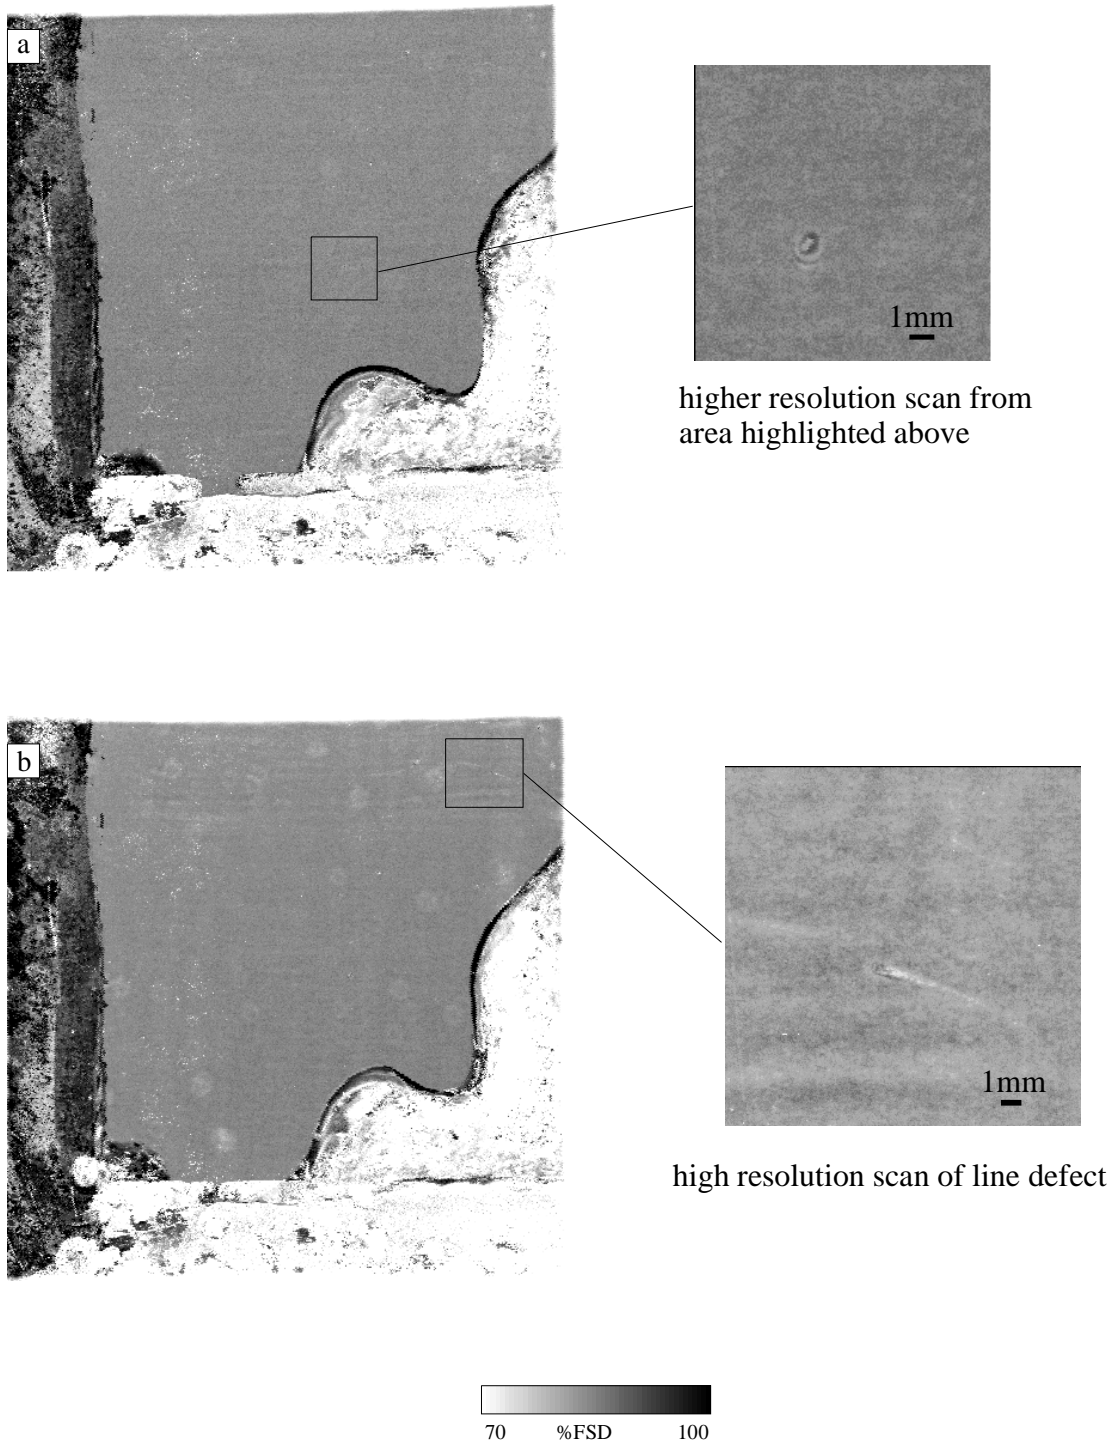 a
1mm
higher resolution scan from
area highlighted above
b
1mm
high resolution scan of line defect
70 %FSD 100